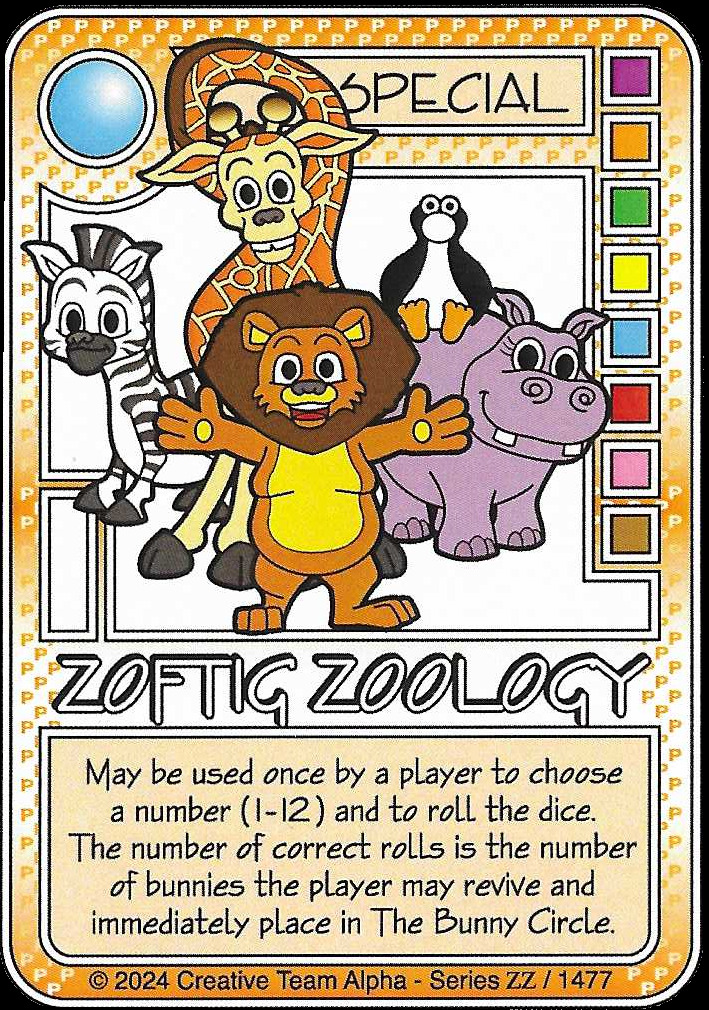 SPECIAL
ZOFTIG ZOOLOGY
May be used once by a player to choose
a number (1-12) and to roll the dice.
The number of correct rolls is the number
of bunnies the player may revive and
immediately place in The Bunny Circle.
© 2024 Creative Team Alpha - Series ZZ / 1477